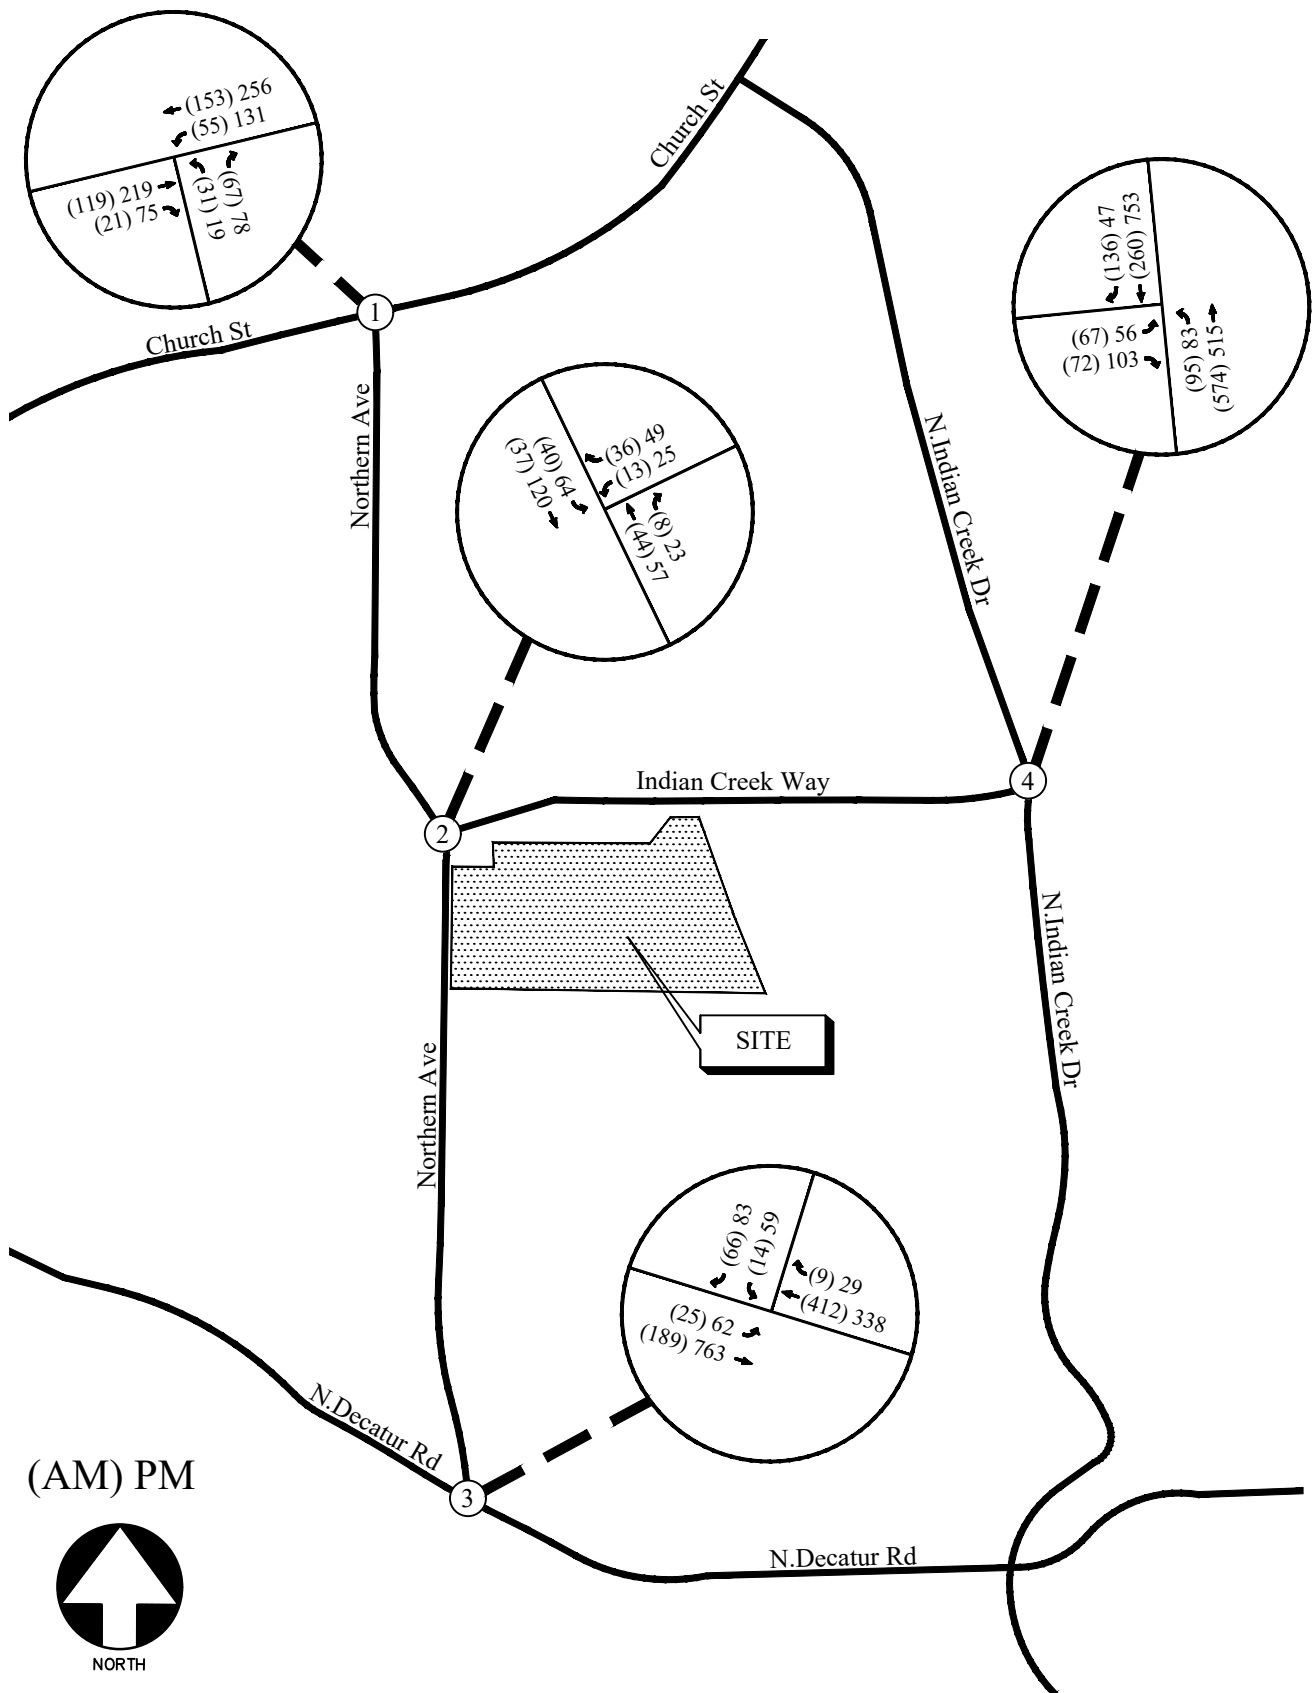 (153) 256
(55) 131
(119) 219
(21) 75
(31) 19
(67) 78
Church St
1
Church St
Northern Ave
(136) 47
(260) 753
(67) 56
(72) 103
(95) 83
(574) 515
N.Indian Creek Dr
(40) 64
(37) 120
(36) 49
(13) 25
(8) 23
(44) 57
Indian Creek Way
4
2
N.Indian Creek Dr
SITE
Northern Ave
(66) 83
(14) 59
(9) 29
(412) 338
(25) 62
(189) 763
N.Decatur Rd
3
N.Decatur Rd
(AM) PM
NORTH